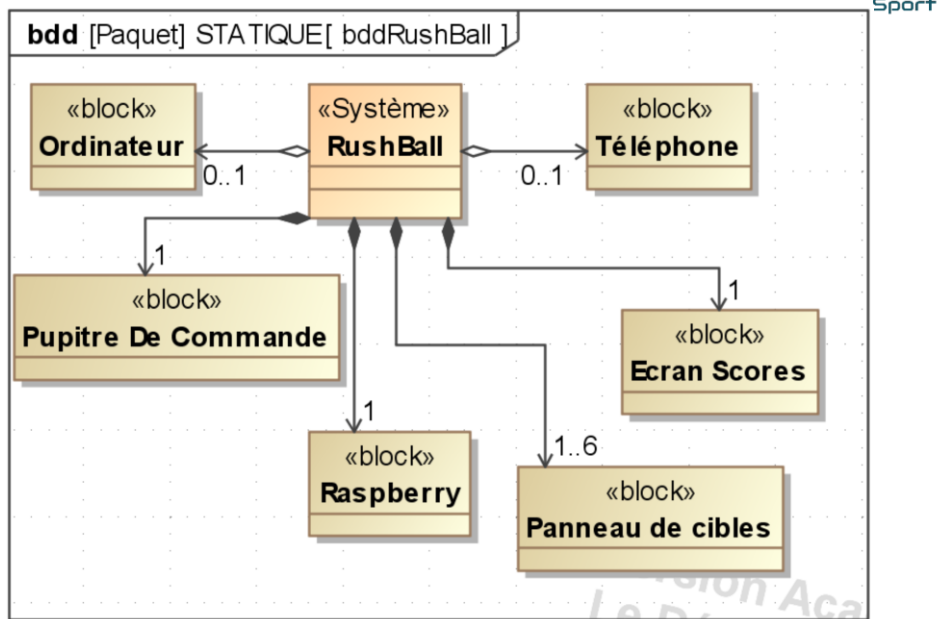 Sport
bdd [Paquet] STATIQUE[ bddRushBall ]
«block»
Ordinateur
«Système»
RushBall
«block»
Téléphone
0..1
0..1
1
«block»
Pupitre De Commande
1
«block»
Ecran Scores
1
«block»
Raspberry
1..6
«block»
Panneau de cibles